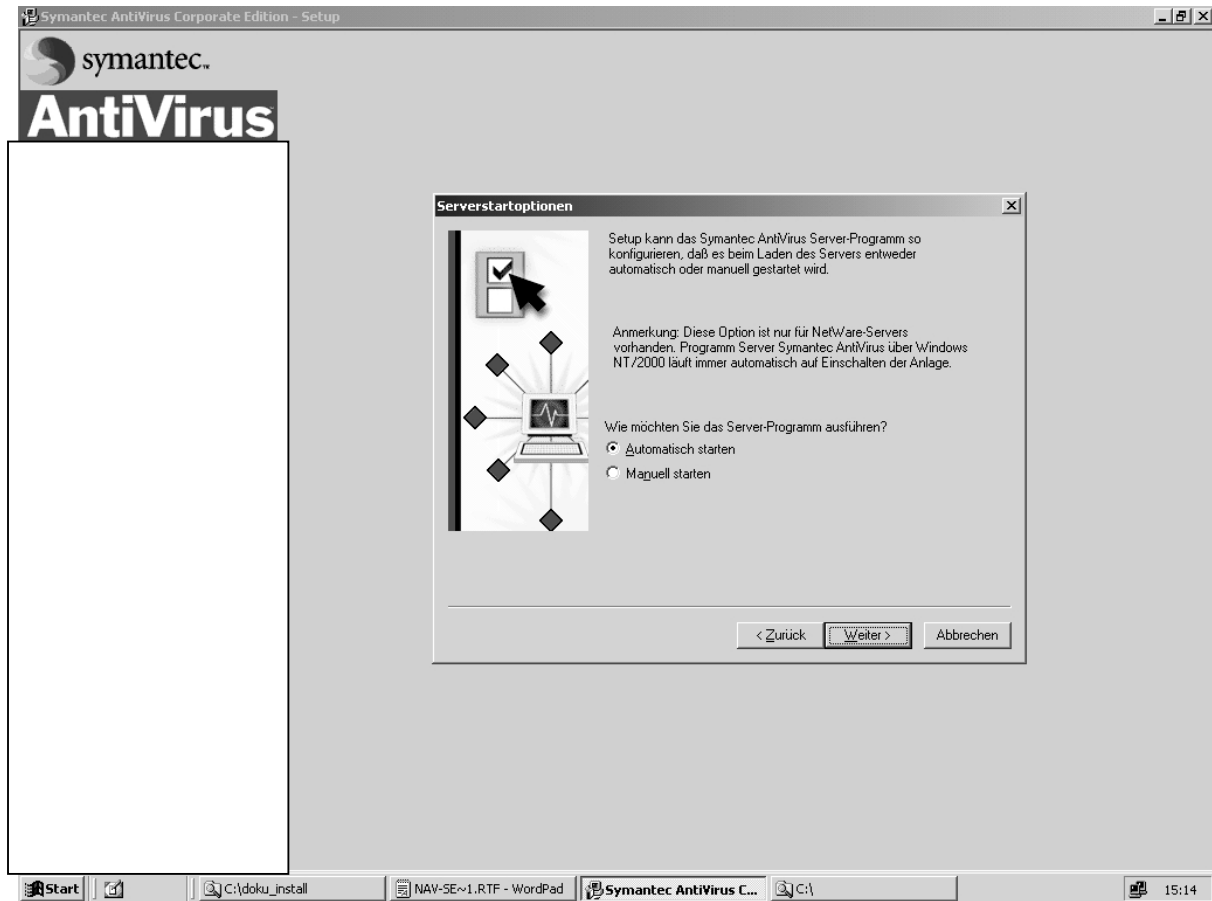 Symantec AntiVirus Corporate Edition - Setup
symantec™
AntiVirus
Serverstartoptionen
Setup kann das Symantec AntiVirus Server-Programm so
konfigurieren, daß es beim Laden des Servers entweder
automatisch oder manuell gestartet wird.
Anmerkung: Diese Option ist nur für NetWare-Servers
vorhanden. Programm Server Symantec AntiVirus über Windows
NT/2000 läuft immer automatisch auf Einschalten der Anlage.
Wie möchten Sie das Server-Programm ausführen?
Automatisch starten
Manuell starten
< Zurück Weiter > Abbrechen
Start C:\doku_install NAV-SE~1.RTF - WordPad Symantec AntiVirus C... C:\ 15:14